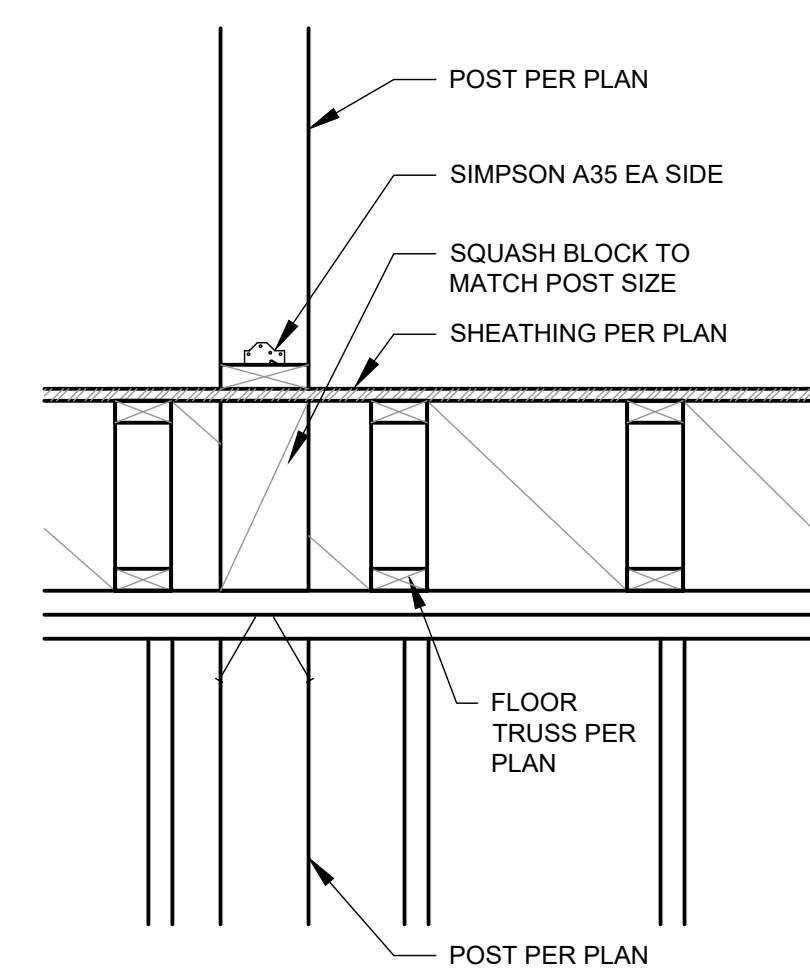 POST PER PLAN
SIMPSON A35 EA SIDE
SQUASH BLOCK TO
MATCH POST SIZE
SHEATHING PER PLAN
FLOOR
TRUSS PER
PLAN
POST PER PLAN